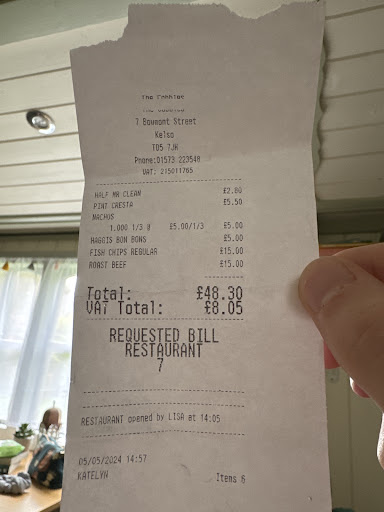 The Cobbles
7 Bowmont Street
Kelso
TD5 7JH
Phone:01573 223548
VAT: 215011765
HALF MR CLEAN £2.80
PINT CRESTA £5.50
NACHOS
1.000 1/3 @ £5.00/1/3 £5.00
HAGGIS BON BONS £5.00
FISH CHIPS REGULAR £15.00
ROAST BEEF £15.00
Total: £48.30
VAT Total: £8.05
REQUESTED BILL
RESTAURANT
7
RESTAURANT opened by LISA at 14:05
05/05/2024 14:57
KATELYN Items 6